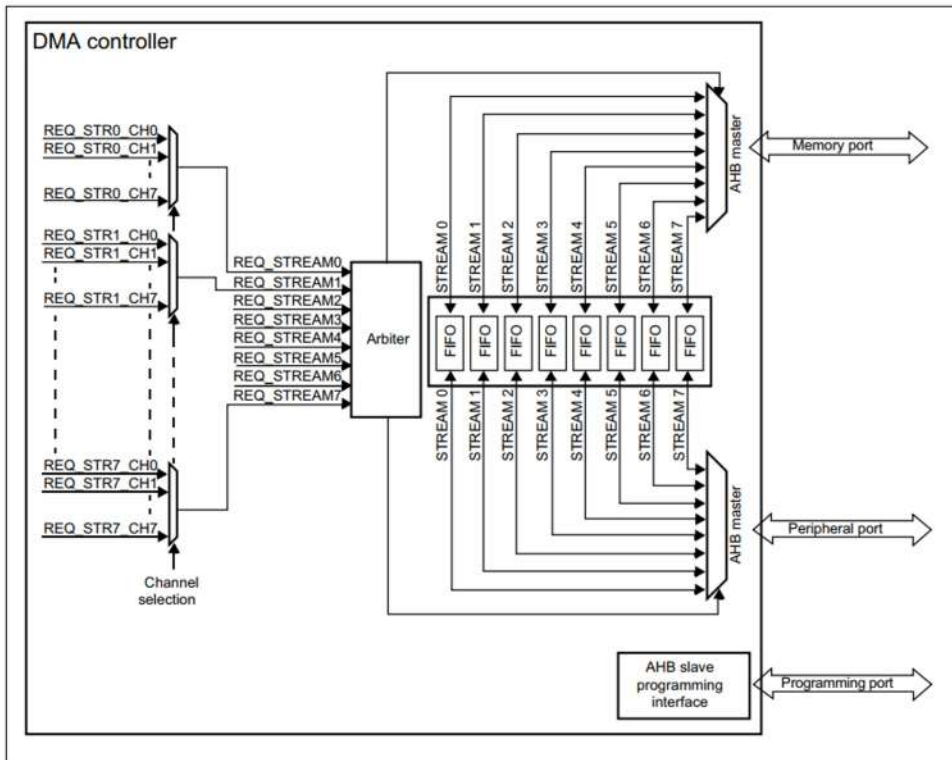 DMA controller
REQ_STR0_CH0
REQ_STR0_CH1
REQ_STR0_CH7
REQ_STR1_CH0
REQ_STR1_CH1
REQ_STR1_CH7
REQ_STR7_CH0
REQ_STR7_CH1
REQ_STR7_CH7
Channel
selection
REQ_STREAM0
REQ_STREAM1
REQ_STREAM2
REQ_STREAM3
REQ_STREAM4
REQ_STREAM5
REQ_STREAM6
REQ_STREAM7
Arbiter
STREAM 0
STREAM 1
STREAM 2
STREAM 3
STREAM 4
STREAM 5
STREAM 6
STREAM 7
FIFO
FIFO
FIFO
FIFO
FIFO
FIFO
FIFO
FIFO
STREAM 0
STREAM 1
STREAM 2
STREAM 3
STREAM 4
STREAM 5
STREAM 6
STREAM 7
AHB master
Memory port
AHB master
Peripheral port
AHB slave
programming
interface
Programming port